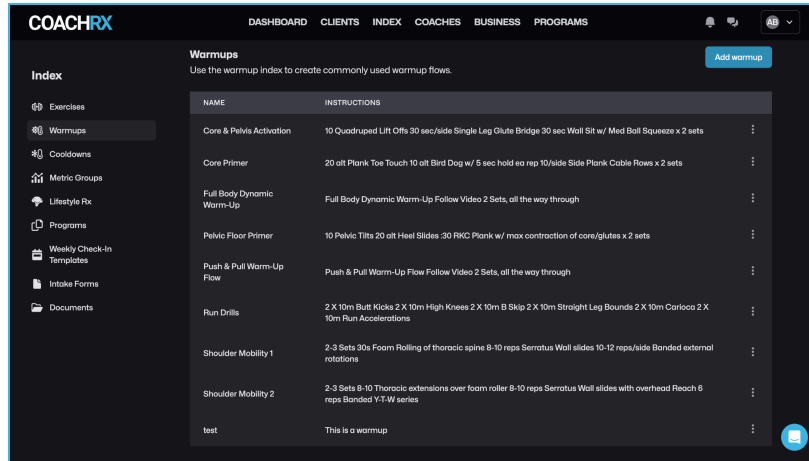 COACHRX
DASHBOARD CLIENTS INDEX COACHES BUSINESS PROGRAMS
AB
Index
Exercises
Warmups
Cooldowns
Metric Groups
Lifestyle Rx
Programs
Weekly Check-In
Templates
Intake Forms
Documents
Warmups
Use the warmup index to create commonly used warmup flows.
Add warmup
NAME INSTRUCTIONS
Core & Pelvis Activation 10 Quadruped Lift Offs 30 sec/side Single Leg Glute Bridge 30 sec Wall Sit w/ Med Ball Squeeze x 2 sets
Core Primer 20 alt Plank Toe Touch 10 alt Bird Dog w/ 5 sec hold ea rep 10/side Side Plank Cable Rows x 2 sets
Full Body Dynamic
Warm-Up
Full Body Dynamic Warm-Up Follow Video 2 Sets, all the way through
Pelvic Floor Primer 10 Pelvic Tilts 20 alt Heel Slides :30 RKC Plank w/ max contraction of core/glutes x 2 sets
Push & Pull Warm-Up
Flow
Push & Pull Warm-Up Flow Follow Video 2 Sets, all the way through
Run Drills
2 X 10m Butt Kicks 2 X 10m High Knees 2 X 10m B Skip 2 X 10m Straight Leg Bounds 2 X 10m Carioca 2 X
10m Run Accelerations
Shoulder Mobility 1
2-3 Sets 30s Foam Rolling of thoracic spine 8-10 reps Serratus Wall slides 10-12 reps/side Banded external
rotations
Shoulder Mobility 2
2-3 Sets 8-10 Thoracic extensions over foam roller 8-10 reps Serratus Wall slides with overhead Reach 6
reps Banded Y-T-W series
test This is a warmup